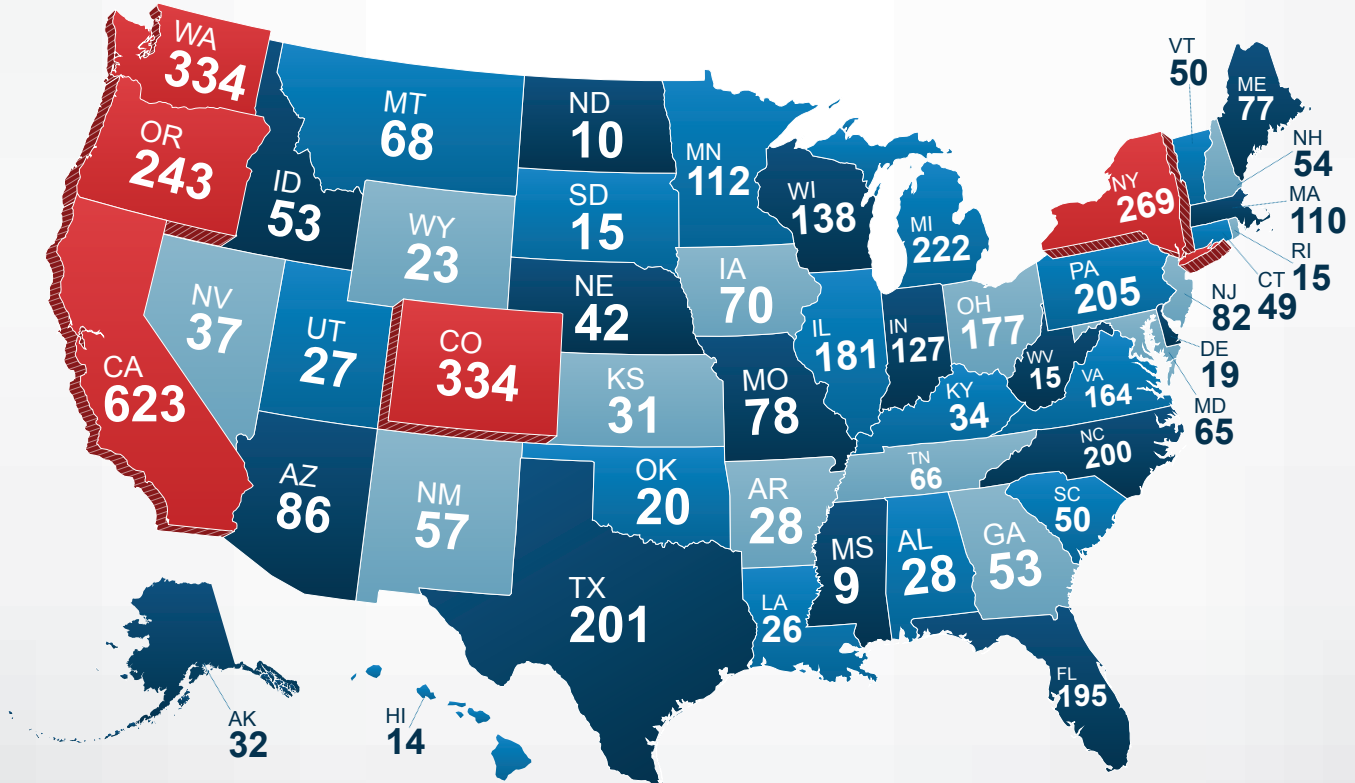 WA
334
OR
243
CA
623
ID
53
NV
37
MT
68
WY
23
UT
27
CO
334
AZ
86
NM
57
ND
10
SD
15
NE
42
KS
31
OK
20
TX
201
MN
112
IA
70
MO
78
AR
28
LA
26
WI
138
IL
181
MI
222
IN
127
OH
177
KY
34
TN
66
MS
9
AL
28
GA
53
FL
195
SC
50
NC
200
VA
164
WV
15
PA
205
NY
269
VT
50
ME
77
NH
54
MA
110
RI
15
CT
49
NJ
82
DE
19
MD
65
AK
32
HI
14